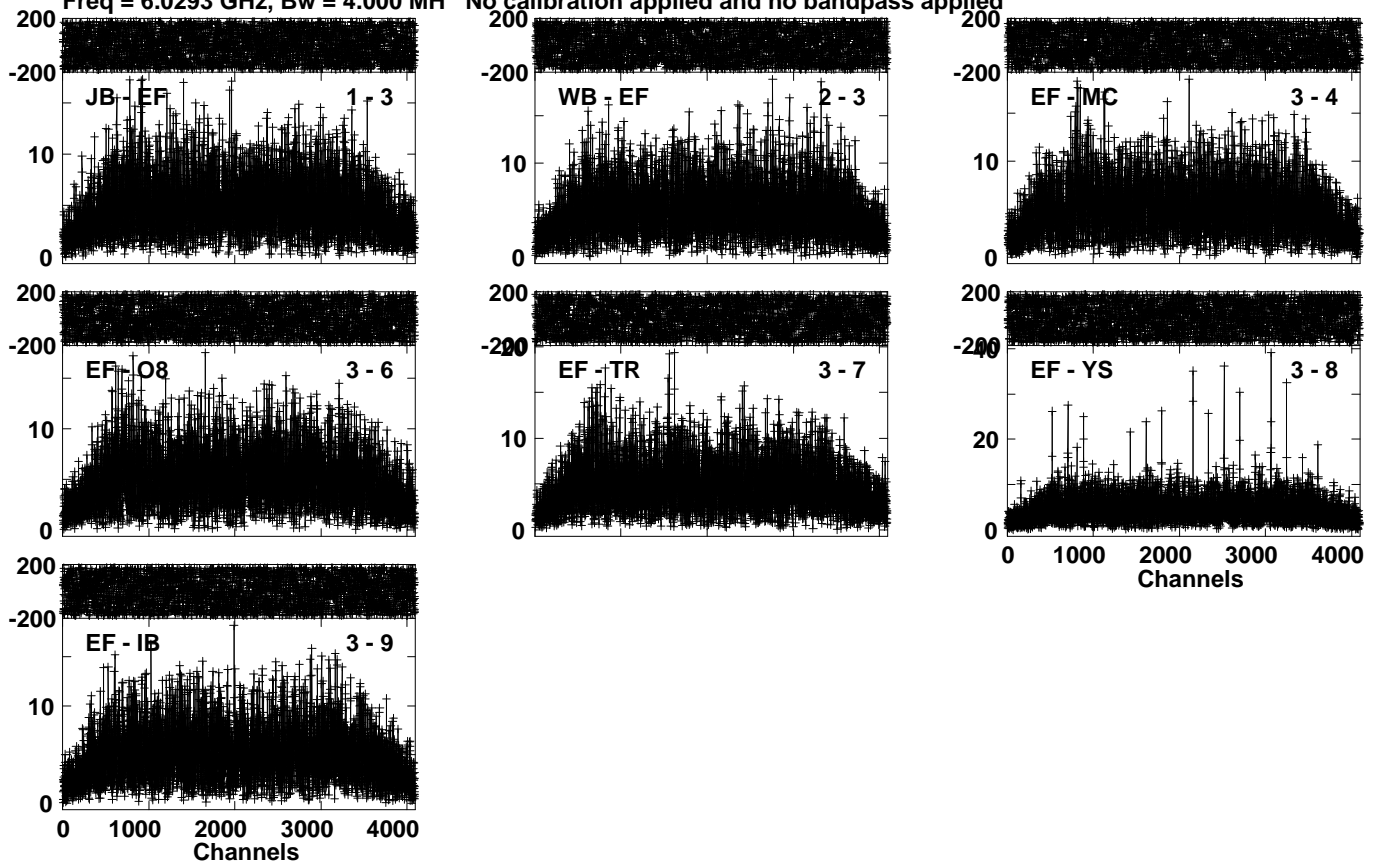 Freq = 6.0293 GHz, Bw = 4.000 MH No calibration applied and no bandpass applied
200
-200
JB - EF 1 - 3
10
0
WB - EF 2 - 3
10
0
200
-200
EF - MC 3 - 4
10
0
200
-200
EF - O8 3 - 6
10
0
-200
20
EF - TR 3 - 7
10
0
200
-200
40
EF - YS 3 - 8
20
0
0 1000 2000 3000 4000
Channels
200
-200
EF - IB 3 - 9
10
0
0 1000 2000 3000 4000
Channels